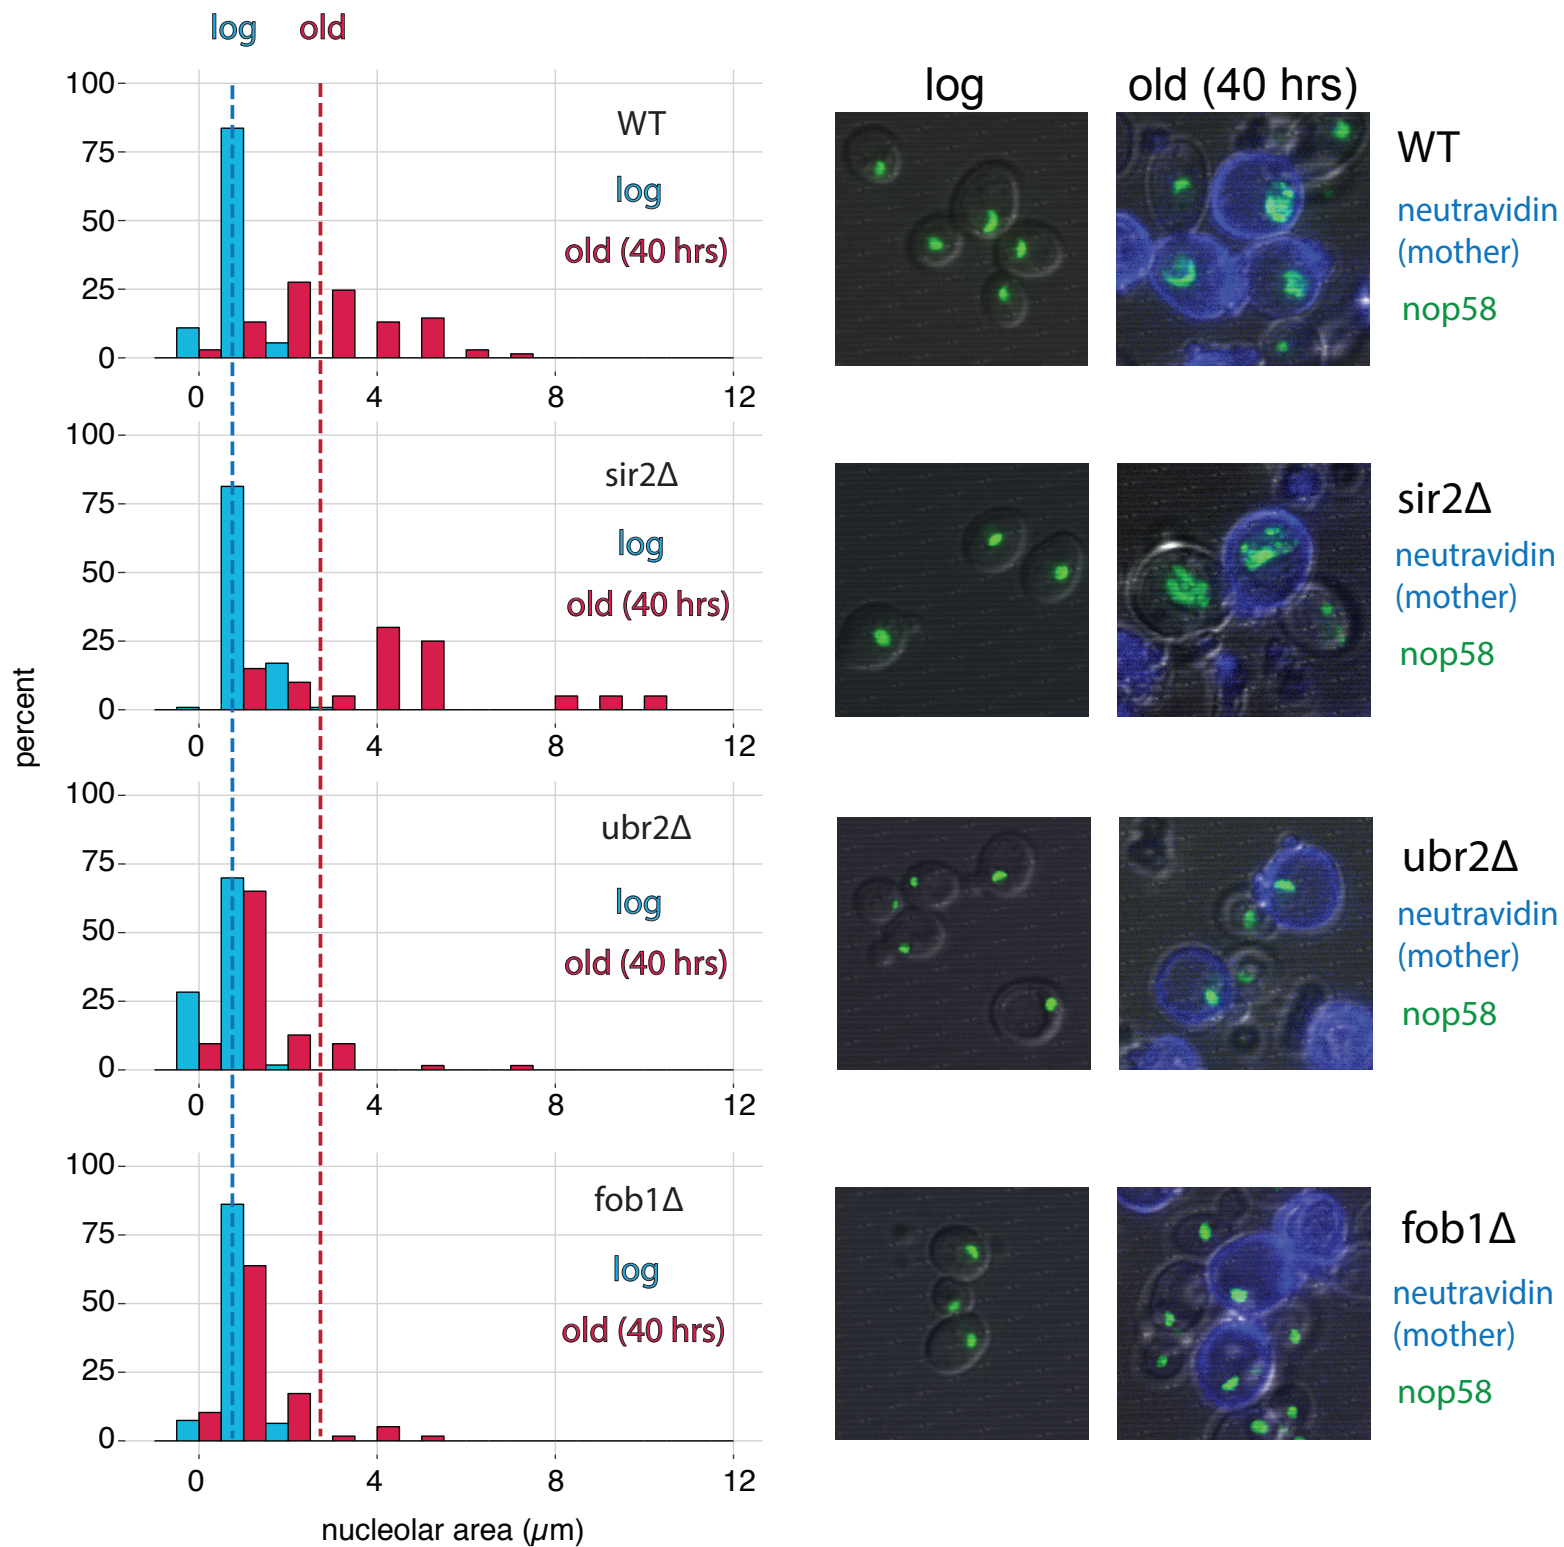 log old
100
75
50
25
0
WT
log
old (40 hrs)
0 4 8 12
100
75
50
25
0
sir2Δ
log
old (40 hrs)
0 4 8 12
100
75
50
25
0
ubr2Δ
log
old (40 hrs)
0 4 8 12
100
75
50
25
0
fob1Δ
log
old (40 hrs)
0 4 8 12
percent
nucleolar area (µm)
log old (40 hrs)
WT
neutravidin
(mother)
nop58
sir2Δ
neutravidin
(mother)
nop58
ubr2Δ
neutravidin
(mother)
nop58
fob1Δ
neutravidin
(mother)
nop58